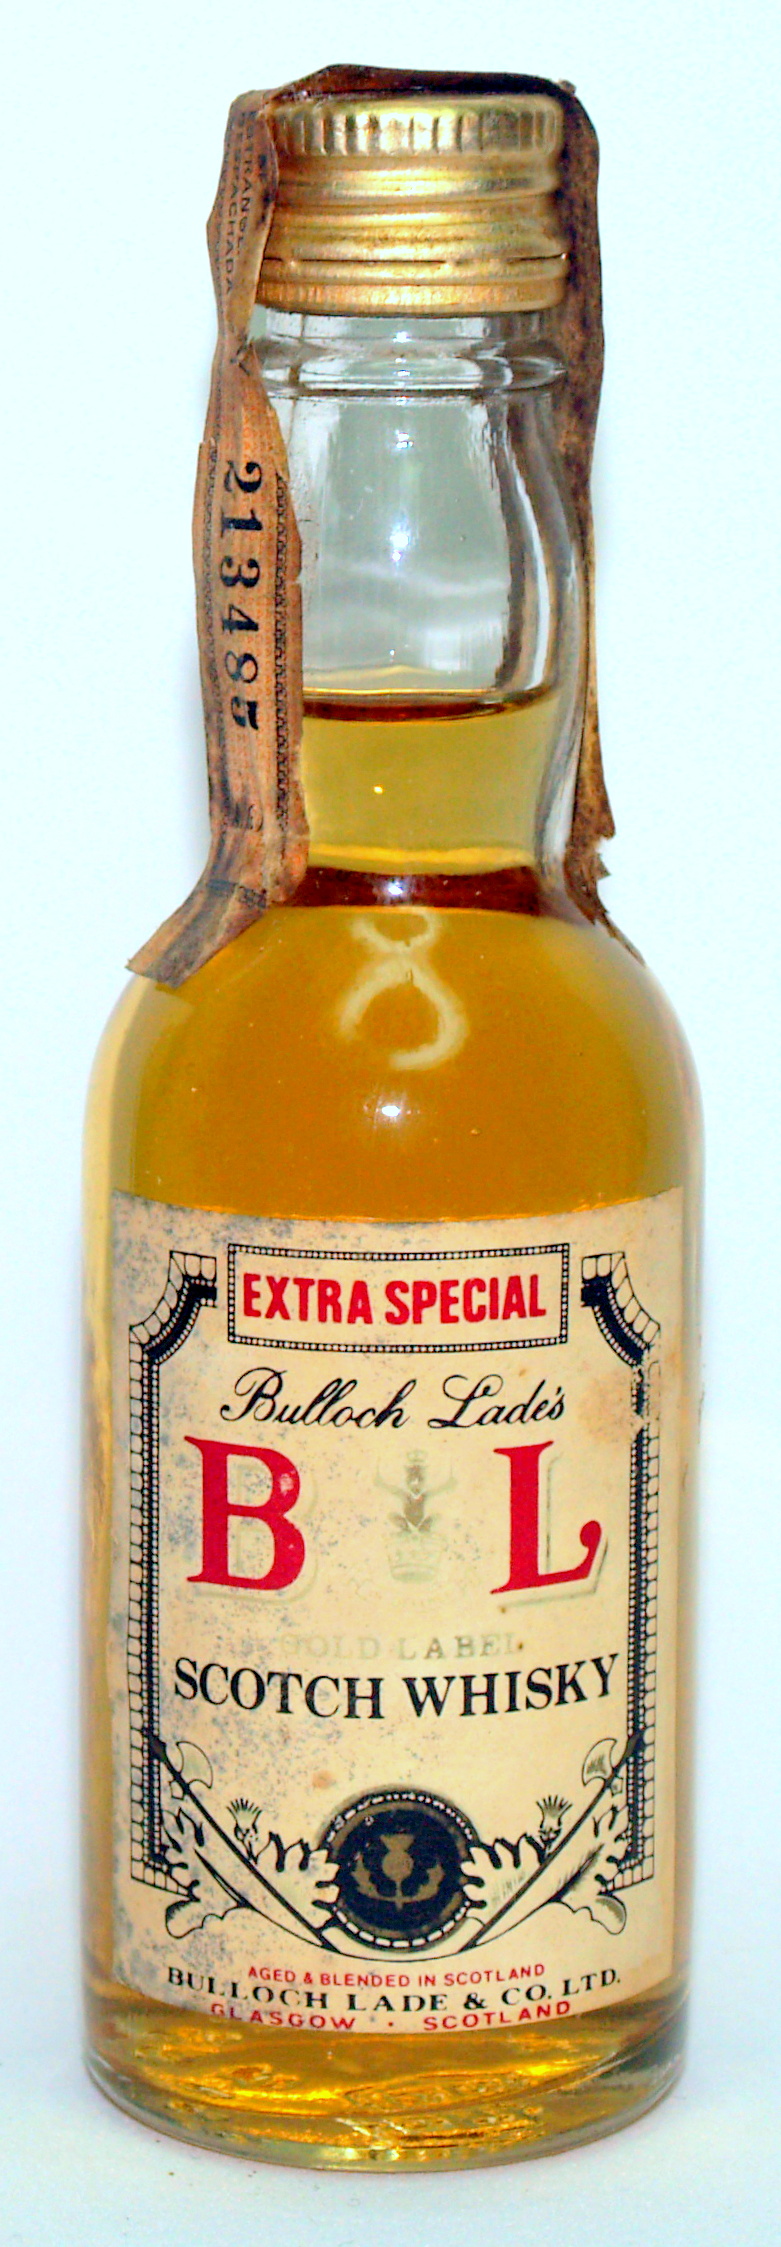 213485
EXTRA SPECIAL
Bulloch Lade's
B L
GOLD LABEL
SCOTCH WHISKY
AGED & BLENDED IN SCOTLAND
BULLOCH LADE & CO. LTD.
GLASGOW · SCOTLAND